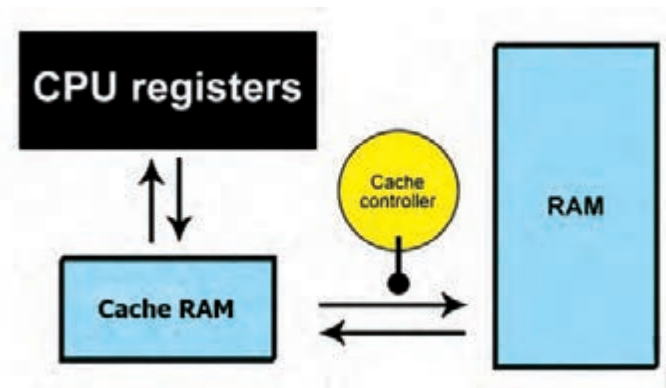 CPU registers
Cache
controller
RAM
Cache RAM